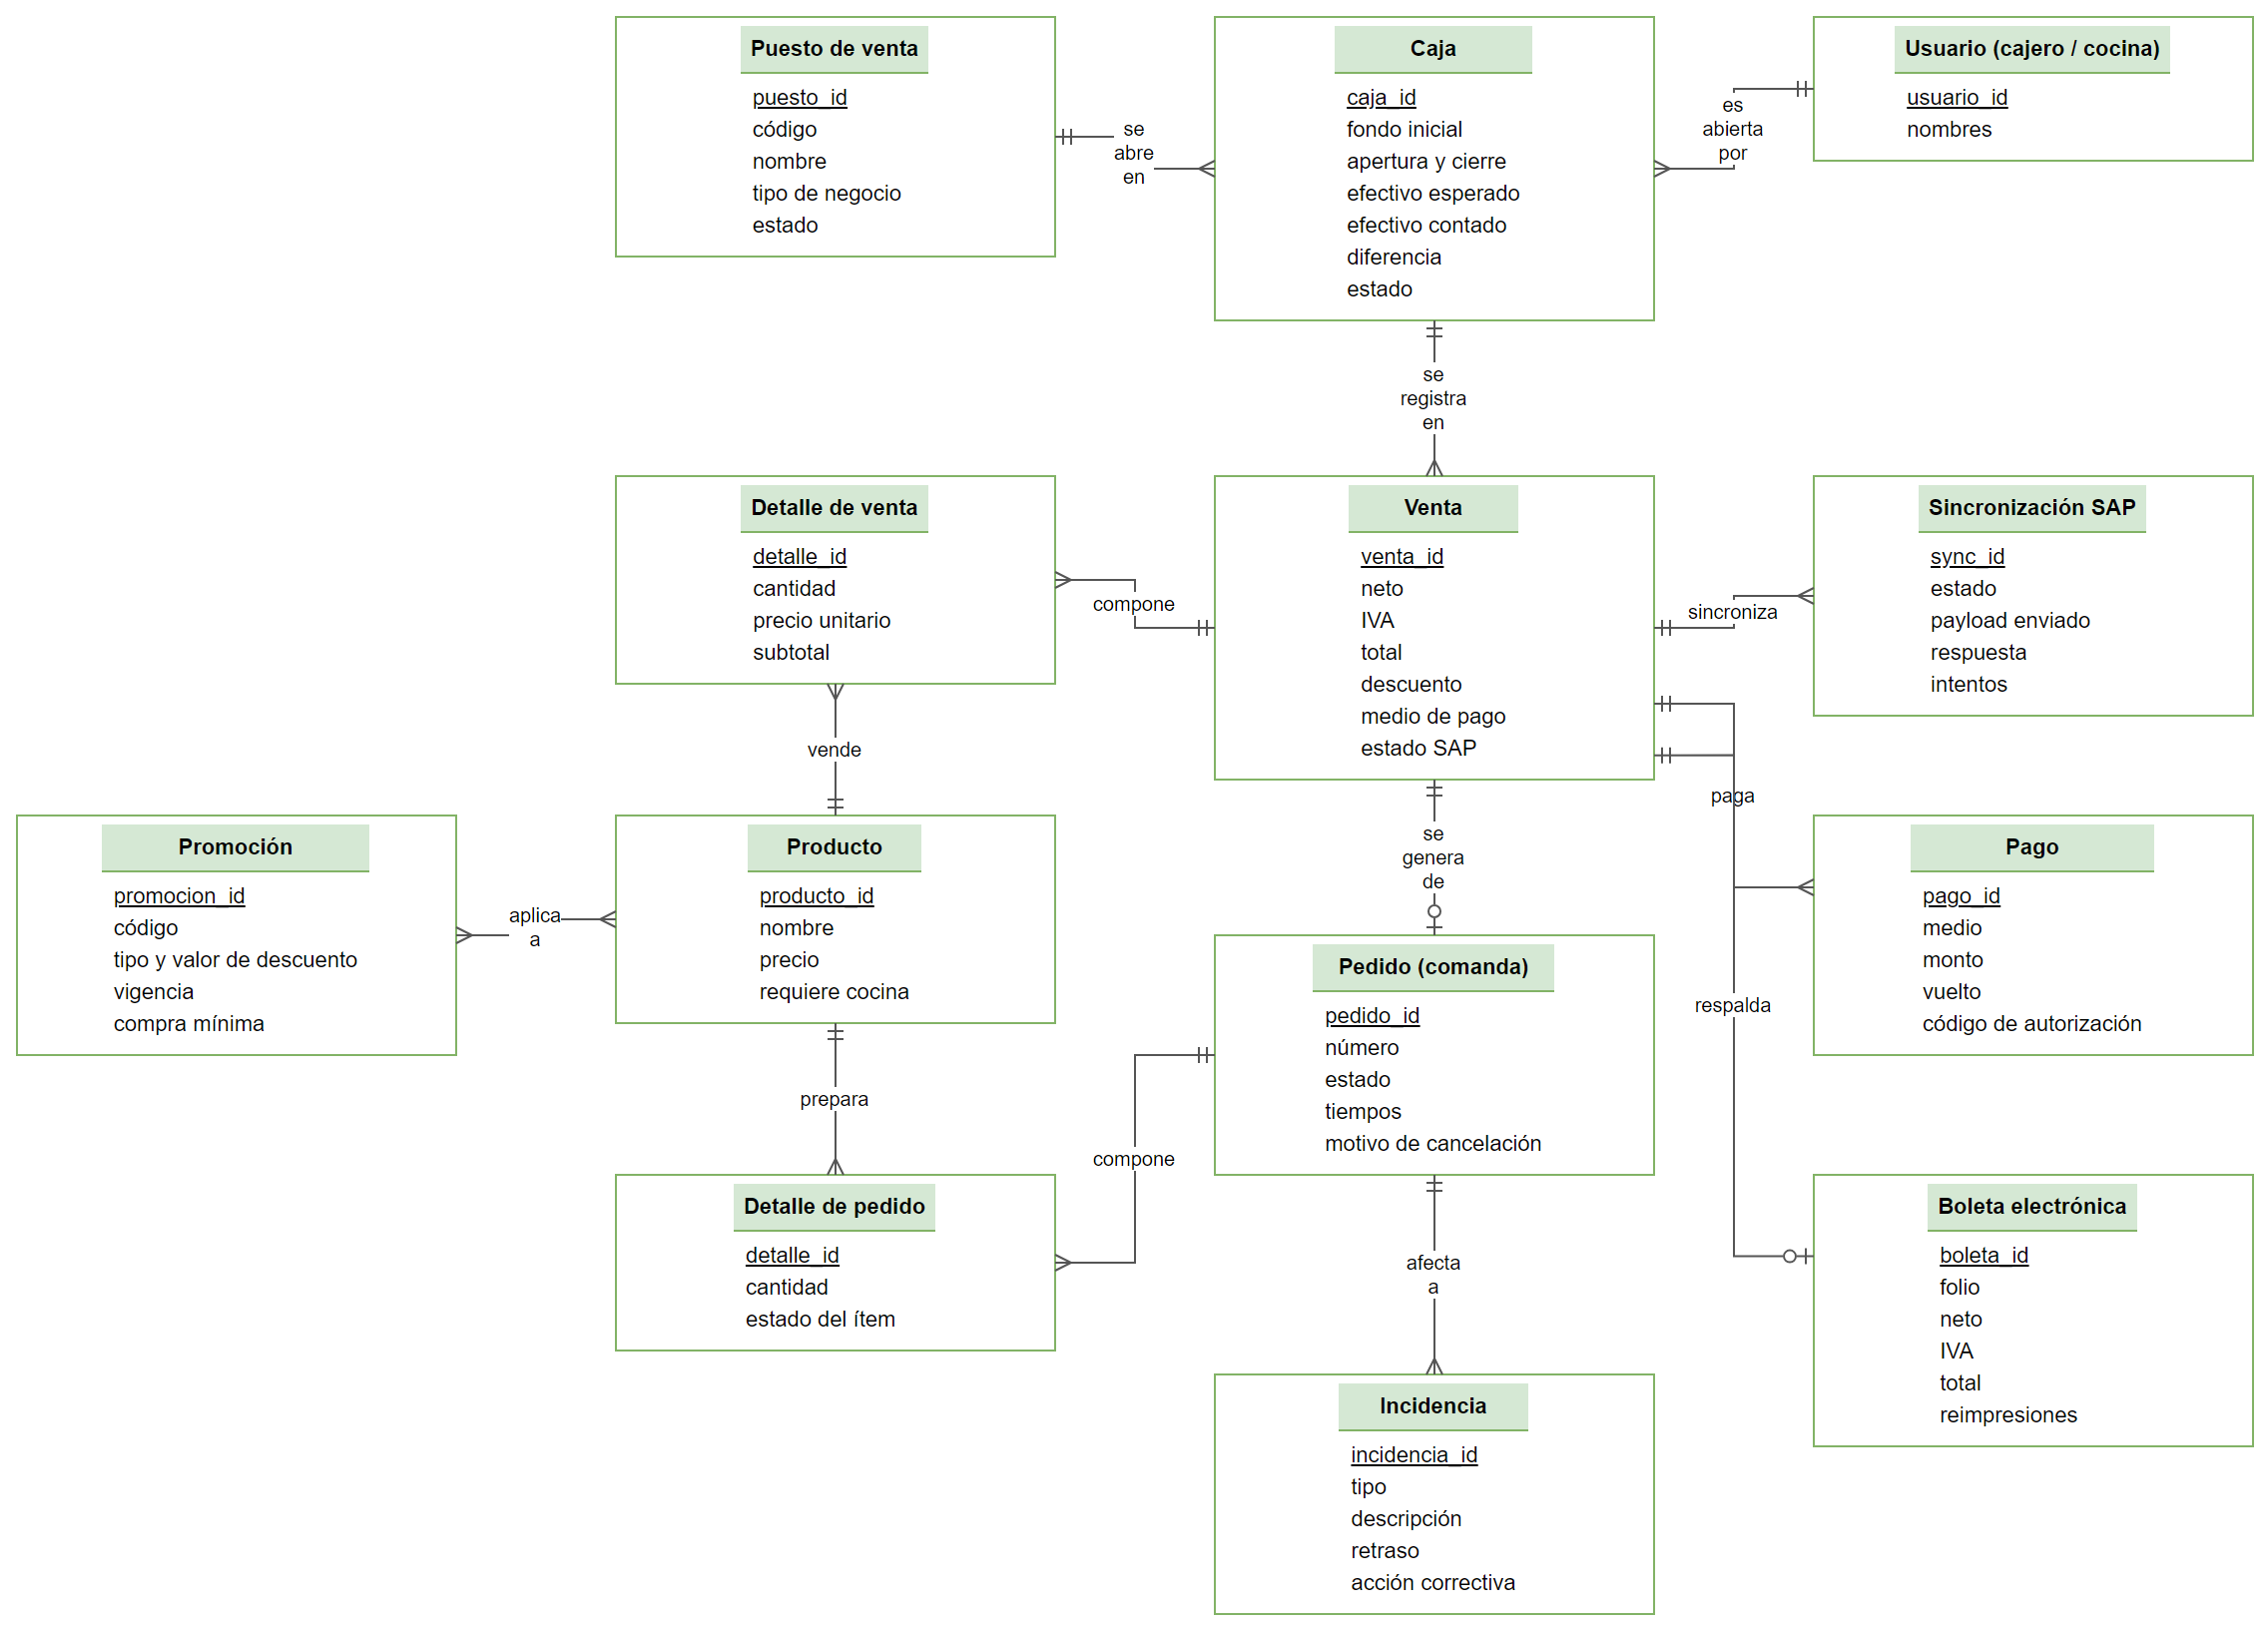 Puesto de venta
puesto_id
código
nombre
tipo de negocio
estado
se
abre
en
Caja
caja_id
fondo inicial
apertura y cierre
efectivo esperado
efectivo contado
diferencia
estado
es
abierta
por
Usuario (cajero / cocina)
usuario_id
nombres
se
registra
en
Detalle de venta
detalle_id
cantidad
precio unitario
subtotal
compone
Venta
venta_id
neto
IVA
total
descuento
medio de pago
estado SAP
sincroniza
Sincronización SAP
sync_id
estado
payload enviado
respuesta
intentos
vende
paga
se
genera
de
Promoción
promocion_id
código
tipo y valor de descuento
vigencia
compra mínima
aplica
a
Producto
producto_id
nombre
precio
requiere cocina
Pedido (comanda)
pedido_id
número
estado
tiempos
motivo de cancelación
respalda
Pago
pago_id
medio
monto
vuelto
código de autorización
prepara
compone
Detalle de pedido
detalle_id
cantidad
estado del ítem
afecta
a
Boleta electrónica
boleta_id
folio
neto
IVA
total
reimpresiones
Incidencia
incidencia_id
tipo
descripción
retraso
acción correctiva